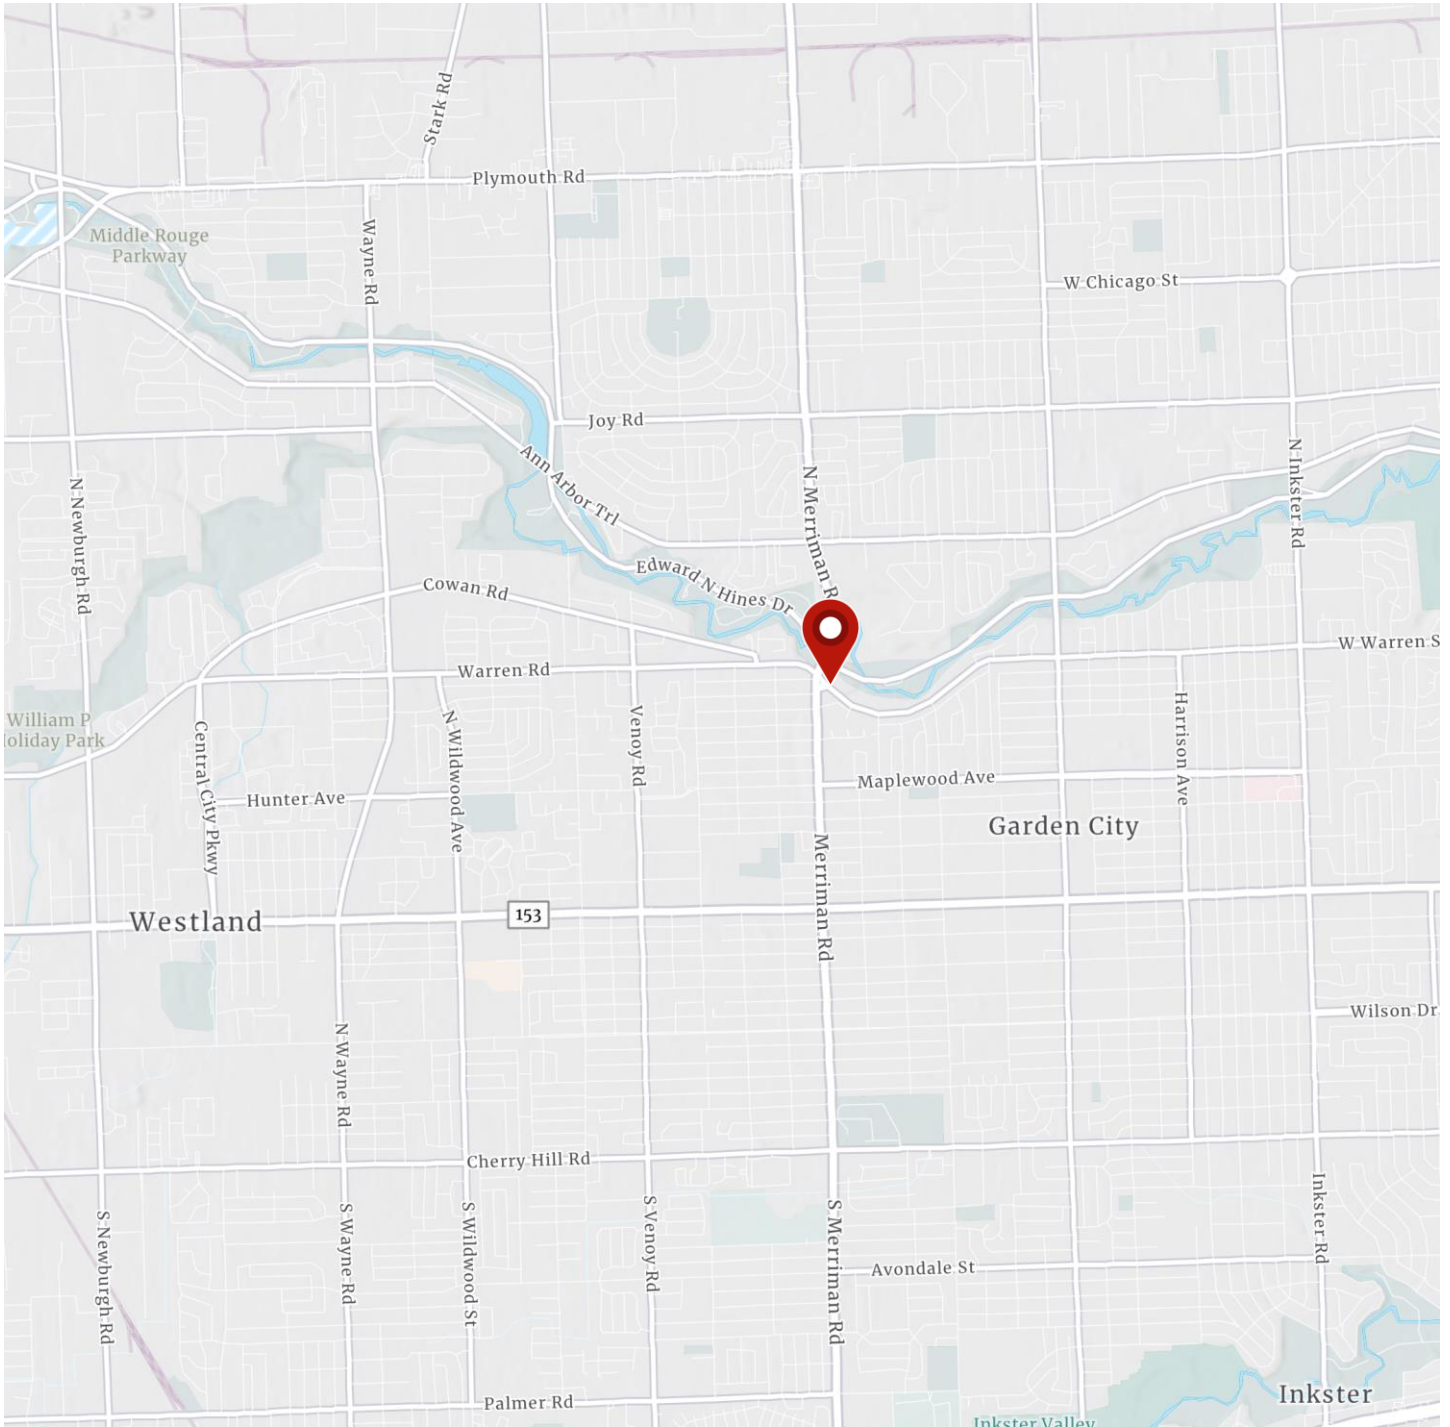 Stark Rd
Plymouth Rd
Middle Rouge
Parkway
Wayne Rd
W Chicago St
Joy Rd
Ann Arbor Trl
N Merriman R
N Inkster Rd
N Newburgh Rd
Edward N Hines Dr
Cowan Rd
W Warren S
Warren Rd
William P
oliday Park
Central City Pkwy
N Wildwood Ave
Venoy Rd
Harrison Ave
Maplewood Ave
Hunter Ave
Garden City
Merriman Rd
Westland
153
Wilson Dr
N Wayne Rd
Cherry Hill Rd
S Newburgh Rd
S Wayne Rd
S Wildwood St
S Venoy Rd
S Merriman Rd
Inkster Rd
Avondale St
Palmer Rd
Inkster
Inkster Valley